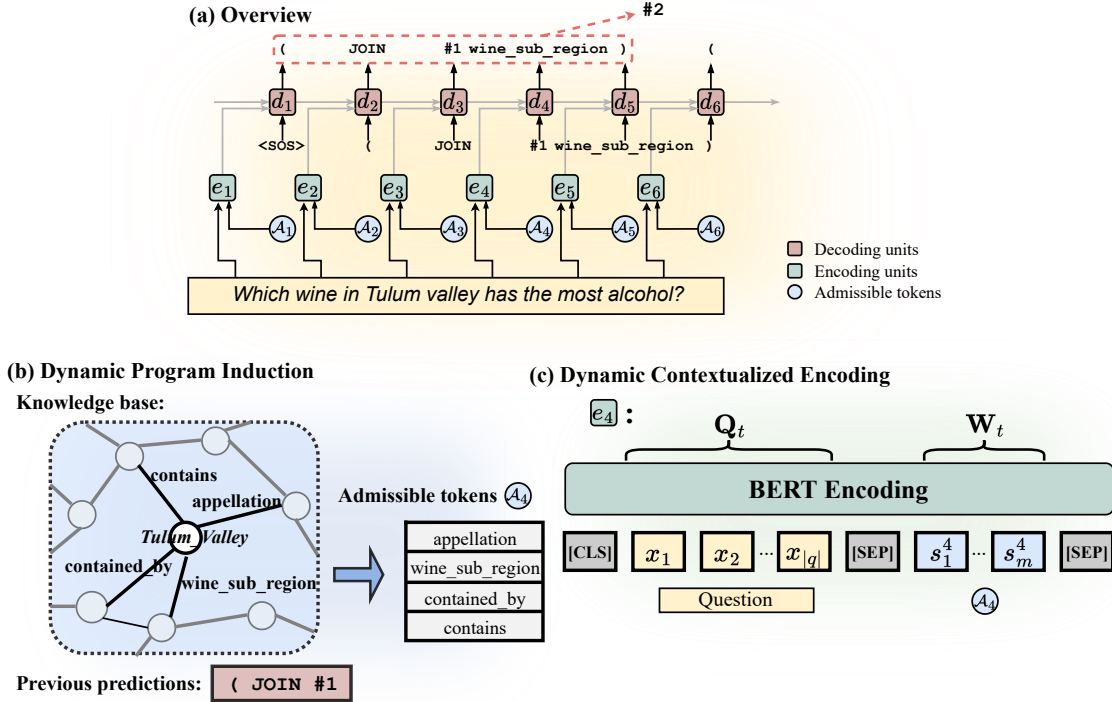 (a) Overview
#2
( JOIN #1 wine_sub_region ) (
d1 d2 d3 d4 d5 d6
<SOS> ( JOIN #1 wine_sub_region )
e1 e2 e3 e4 e5 e6
A1 A2 A3 A4 A5 A6
Decoding units
Encoding units
Admissible tokens
Which wine in Tulum valley has the most alcohol?
(b) Dynamic Program Induction
Knowledge base:
contains
appellation
Tulum_Valley
contained_by
wine_sub_region
Admissible tokens A4
appellation
wine_sub_region
contained_by
contains
Previous predictions: ( JOIN #1
(c) Dynamic Contextualized Encoding
e4 :
Qt Wt
BERT Encoding
[CLS] x1 x2 ... x|q| [SEP] s1^4 ... sm^4 [SEP]
Question A4